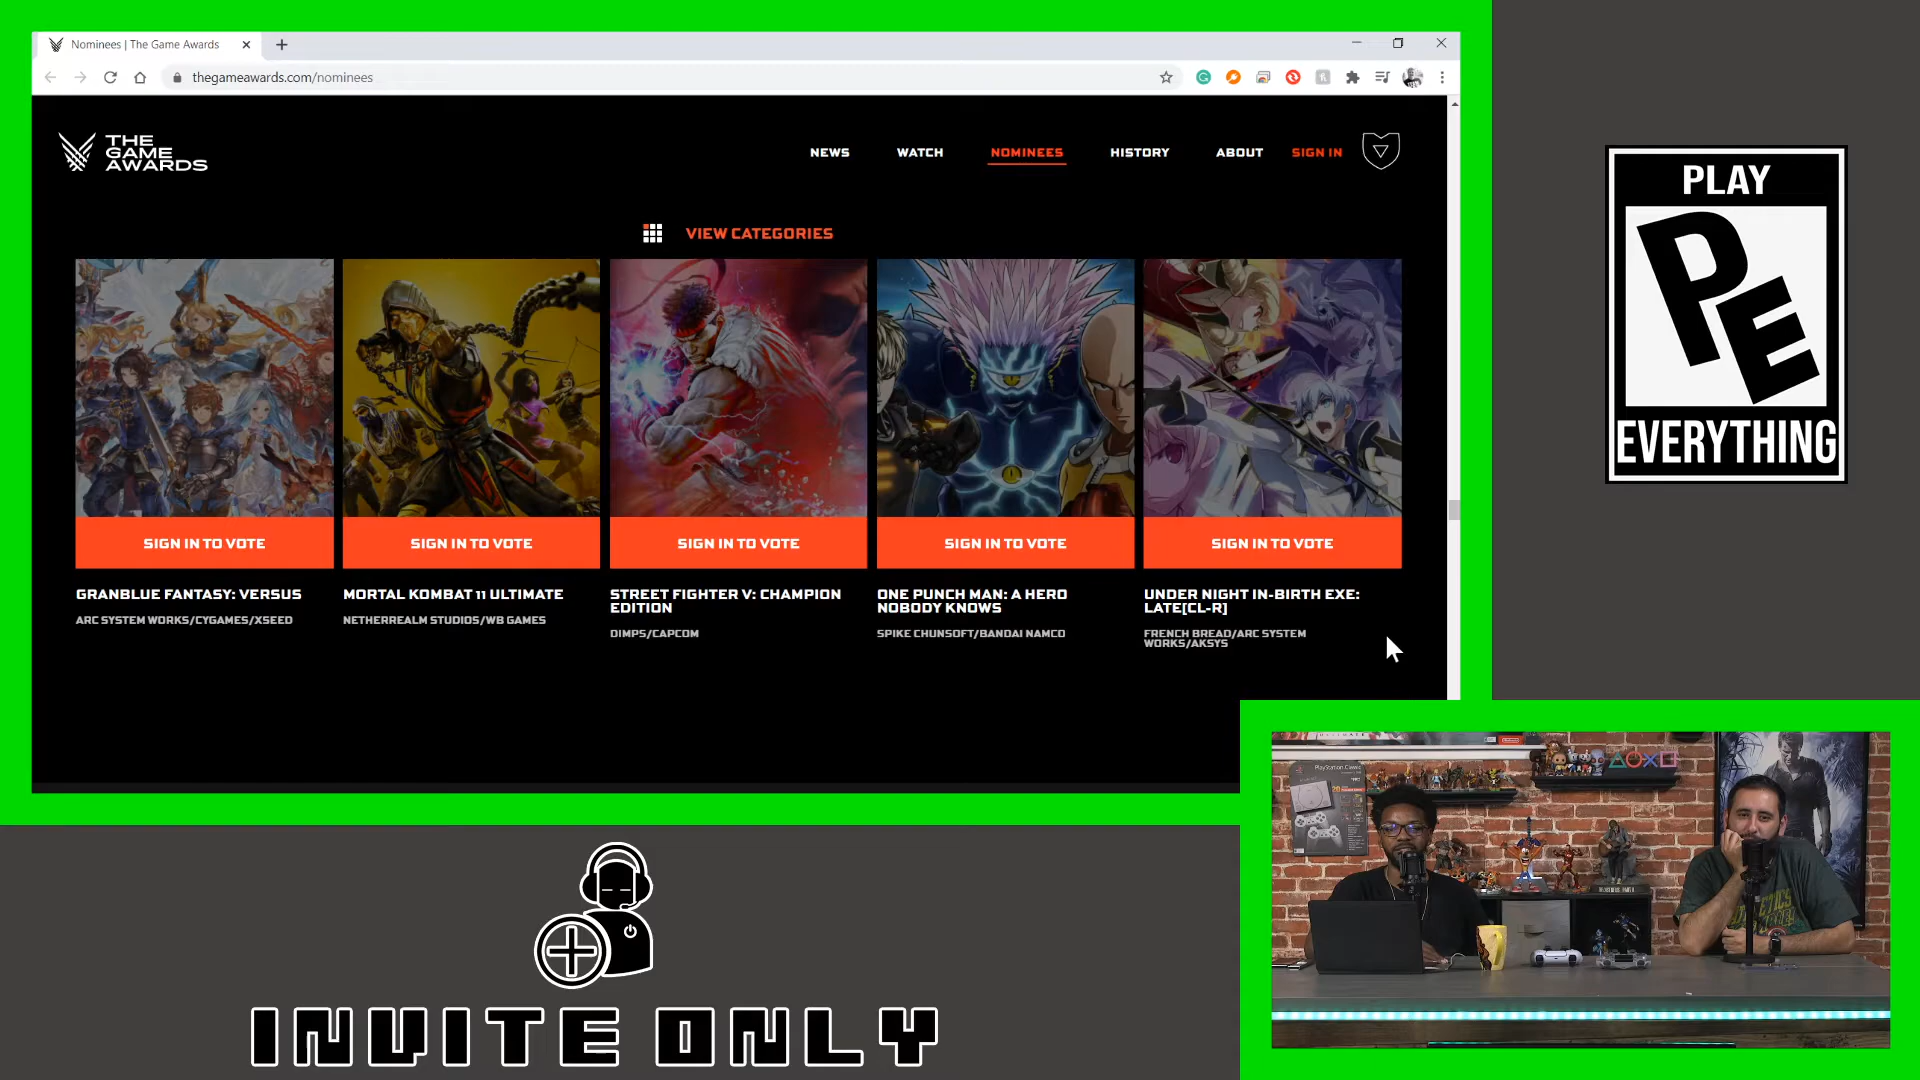 Nominees | The Game Awards
thegameawards.com/nominees
THE
GAME
AWARDS
NEWS
WATCH
NOMINEES
HISTORY
ABOUT
SIGN IN
VIEW CATEGORIES
SIGN IN TO VOTE
SIGN IN TO VOTE
SIGN IN TO VOTE
SIGN IN TO VOTE
SIGN IN TO VOTE
GRANBLUE FANTASY: VERSUS
ARC SYSTEM WORKS/CYGAMES/XSEED
MORTAL KOMBAT 11 ULTIMATE
NETHERREALM STUDIOS/WB GAMES
STREET FIGHTER V: CHAMPION
EDITION
DIMPS/CAPCOM
ONE PUNCH MAN: A HERO
NOBODY KNOWS
SPIKE CHUNSOFT/BANDAI NAMCO
UNDER NIGHT IN-BIRTH EXE:
LATE[CL-R]
FRENCH BREAD/ARC SYSTEM
WORKS/AKSYS
PLAY
PE
EVERYTHING
PlayStation Classic
INVITE ONLY